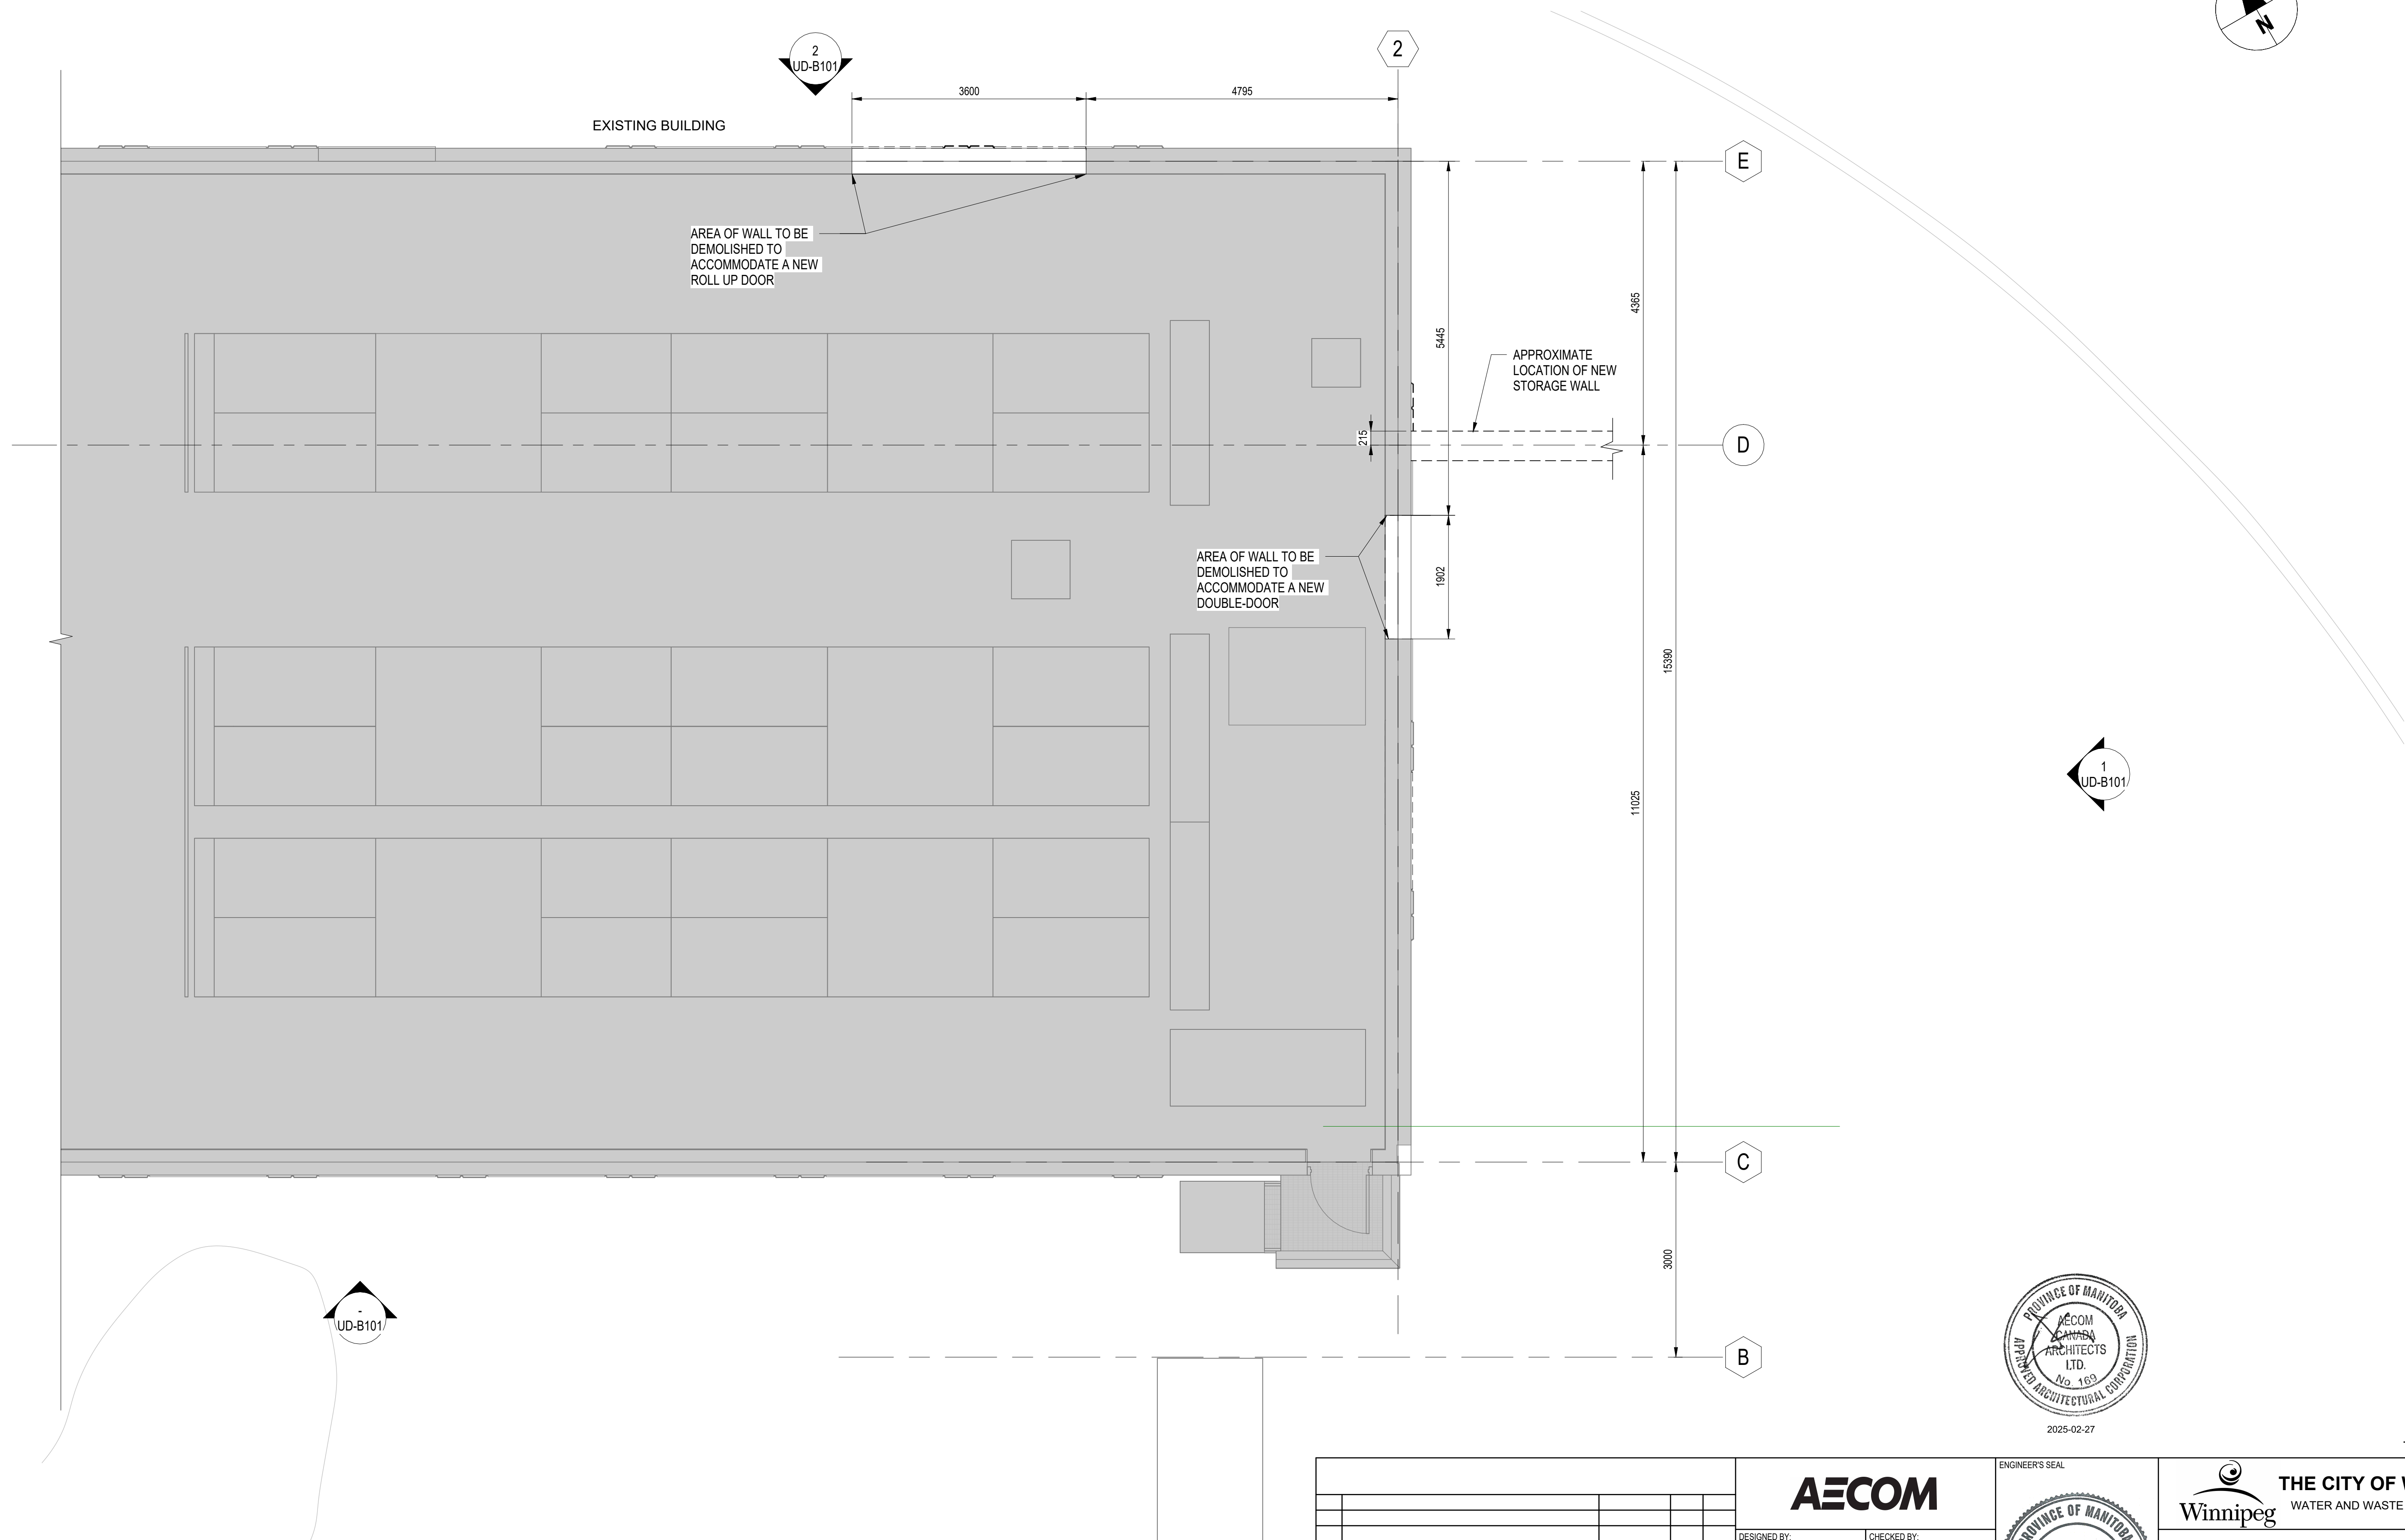 N
2
UD-B101
2
3600
4795
EXISTING BUILDING
E
AREA OF WALL TO BE
DEMOLISHED TO
ACCOMMODATE A NEW
ROLL UP DOOR
4365
5445
APPROXIMATE
LOCATION OF NEW
STORAGE WALL
215
D
AREA OF WALL TO BE
DEMOLISHED TO
ACCOMMODATE A NEW
DOUBLE-DOOR
1902
15390
11025
1
UD-B101
C
3000
-
UD-B101
B
PROVINCE OF MANITOBA
AECOM
CANADA
ARCHITECTS
LTD.
No. 169
APPROVED ARCHITECTURAL CORPORATION
2025-02-27
AECOM
ENGINEER'S SEAL
PROVINCE OF MANITOBA
Winnipeg
THE CITY OF
WATER AND WASTE
DESIGNED BY:
CHECKED BY: